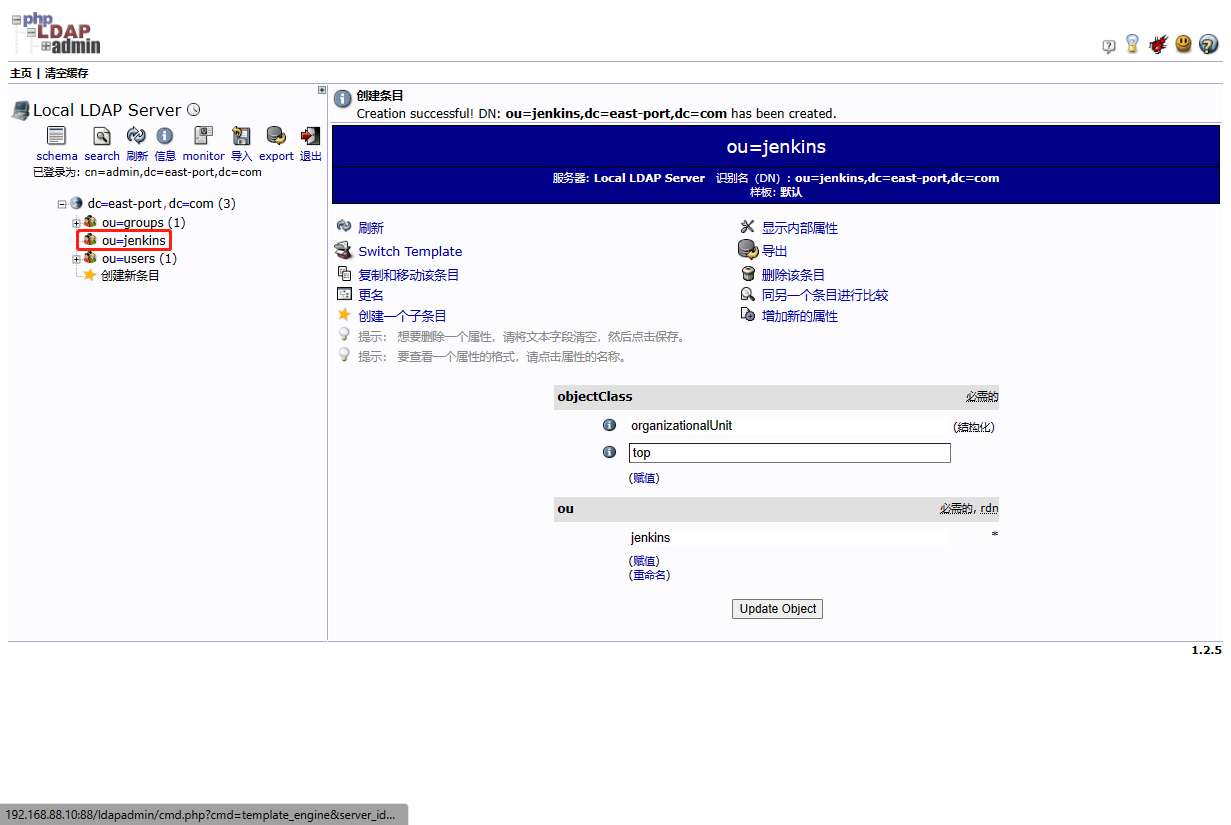 php
LDAP
admin
主页 | 清空缓存
Local LDAP Server
schema search 刷新 信息 monitor 导入 export 退出
已登录为: cn=admin,dc=east-port,dc=com
dc=east-port,dc=com (3)
ou=groups (1)
ou=jenkins
ou=users (1)
创建新条目
创建条目
Creation successful! DN: ou=jenkins,dc=east-port,dc=com has been created.
ou=jenkins
服务器: Local LDAP Server 识别名（DN）: ou=jenkins,dc=east-port,dc=com
样板: 默认
刷新 显示内部属性
Switch Template 导出
复制和移动该条目 删除该条目
更名 同另一个条目进行比较
创建一个子条目 增加新的属性
提示： 想要删除一个属性，请将文本字段清空，然后点击保存。
提示： 要查看一个属性的格式，请点击属性的名称。
objectClass 必需的
organizationalUnit (结构化)
top
(赋值)
ou 必需的, rdn
jenkins *
(赋值)
(重命名)
Update Object
1.2.5
192.168.88.10:88/ldapadmin/cmd.php?cmd=template_engine&server_id...